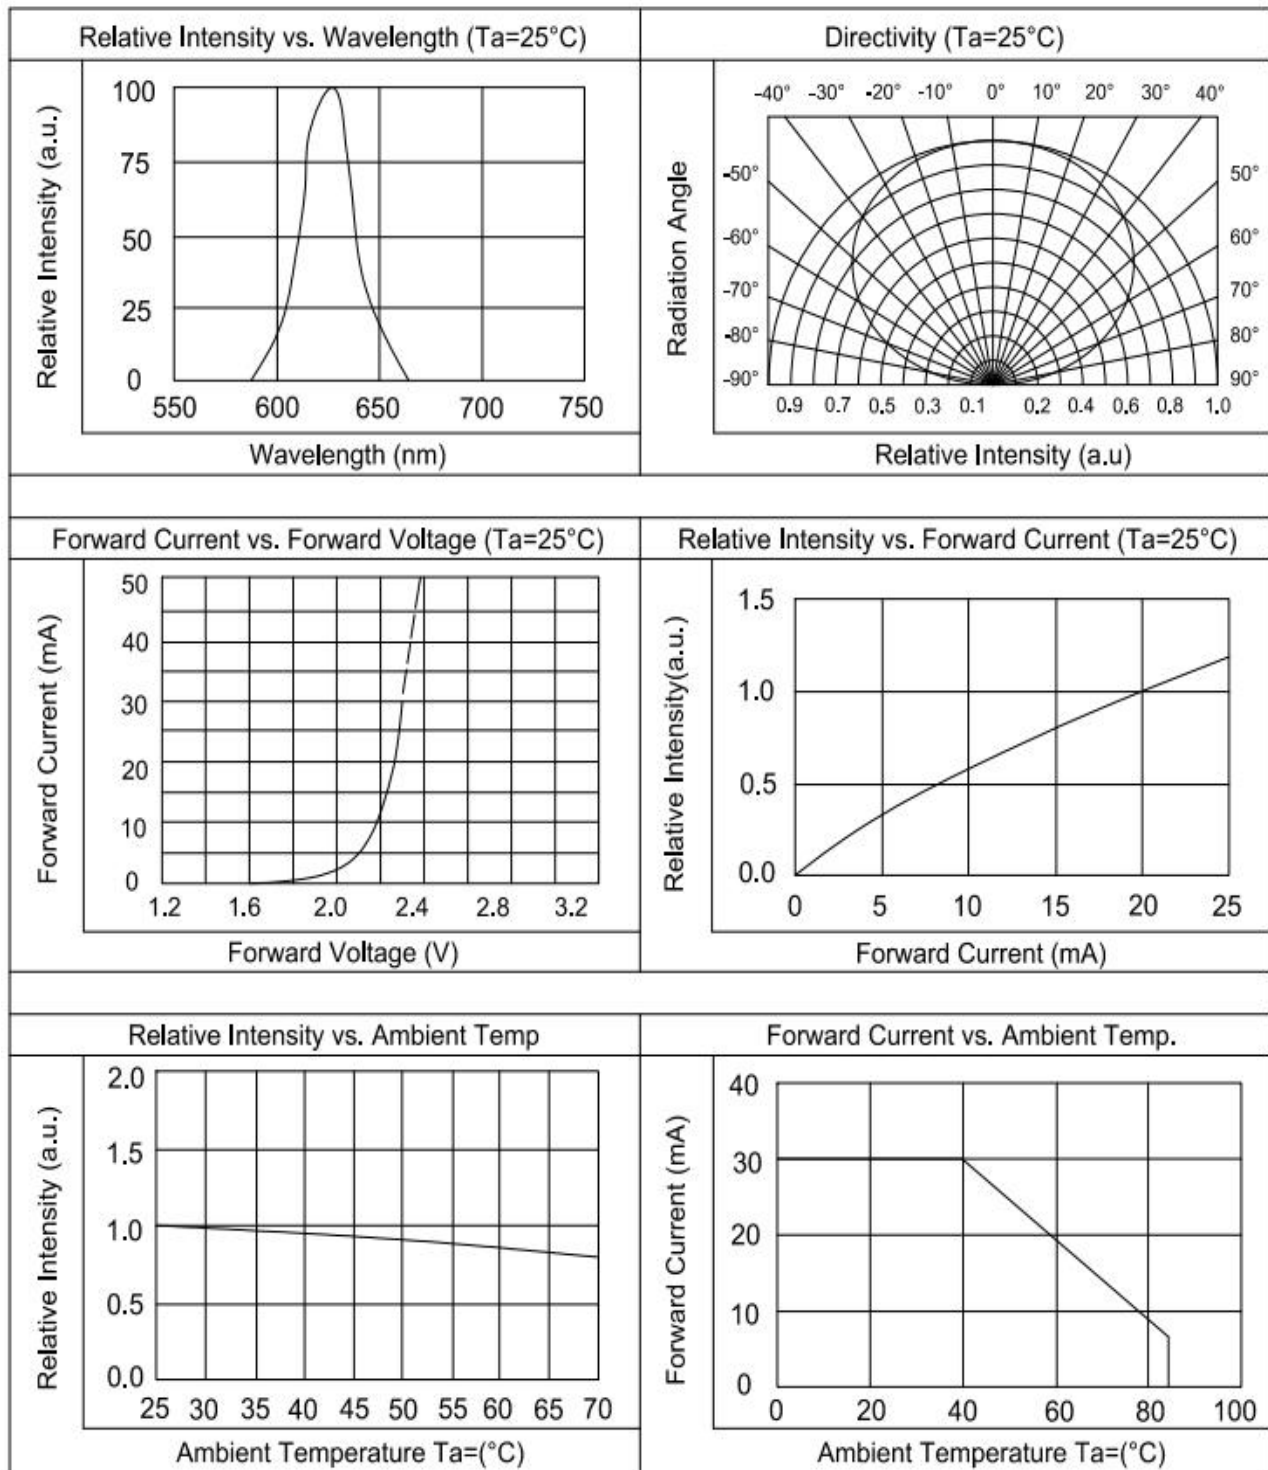 Relative Intensity vs. Wavelength (Ta=25°C)
Relative Intensity (a.u.)
100
75
50
25
0
550 600 650 700 750
Wavelength (nm)
Directivity (Ta=25°C)
Radiation Angle
-40° -30° -20° -10° 0° 10° 20° 30° 40°
-50° 50°
-60° 60°
-70° 70°
-80° 80°
-90° 90°
0.9 0.7 0.5 0.3 0.1 0.2 0.4 0.6 0.8 1.0
Relative Intensity (a.u)
Forward Current vs. Forward Voltage (Ta=25°C)
Forward Current (mA)
50
40
30
20
10
0
1.2 1.6 2.0 2.4 2.8 3.2
Forward Voltage (V)
Relative Intensity vs. Forward Current (Ta=25°C)
Relative Intensity(a.u.)
1.5
1.0
0.5
0.0
0 5 10 15 20 25
Forward Current (mA)
Relative Intensity vs. Ambient Temp
Relative Intensity (a.u.)
2.0
1.5
1.0
0.5
0.0
25 30 35 40 45 50 55 60 65 70
Ambient Temperature Ta=(°C)
Forward Current vs. Ambient Temp.
Forward Current (mA)
40
30
20
10
0
0 20 40 60 80 100
Ambient Temperature Ta=(°C)